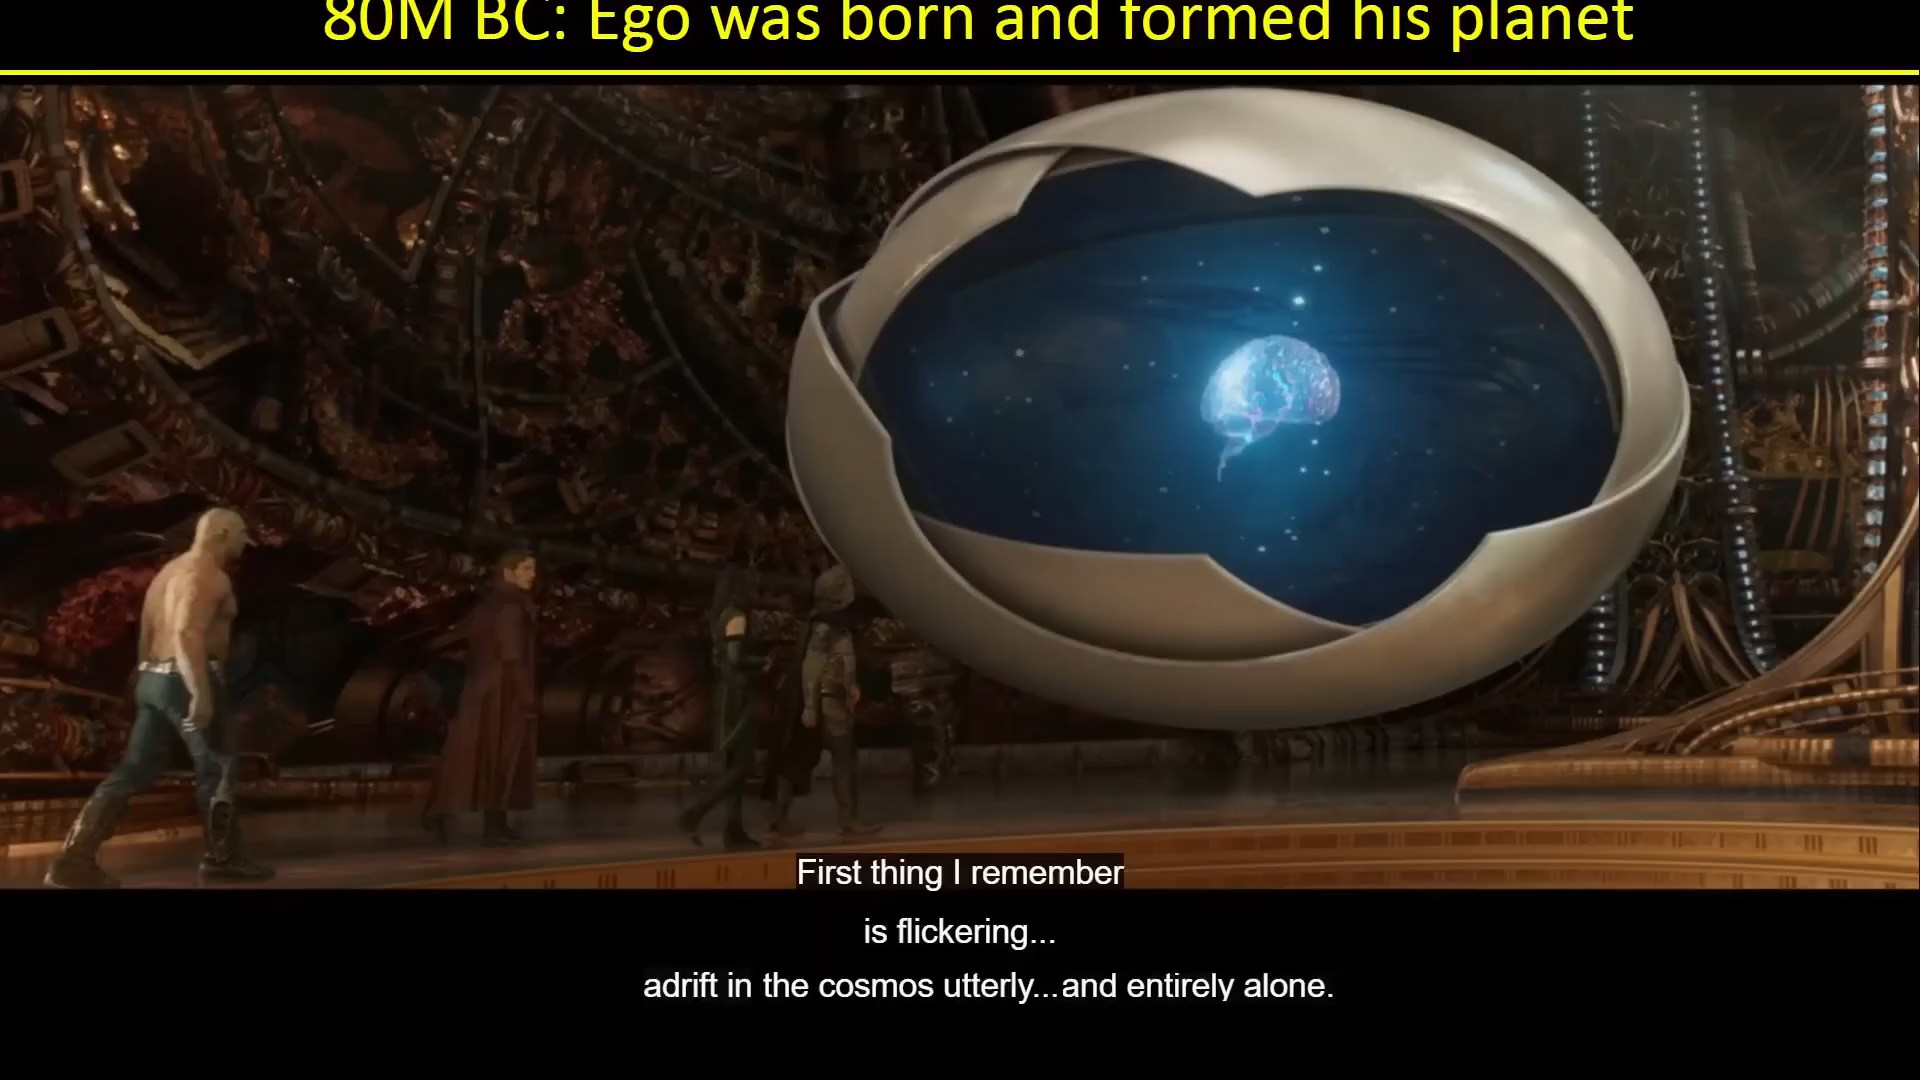 80M BC: Ego was born and formed his planet
First thing I remember
is flickering...
adrift in the cosmos utterly...and entirely alone.